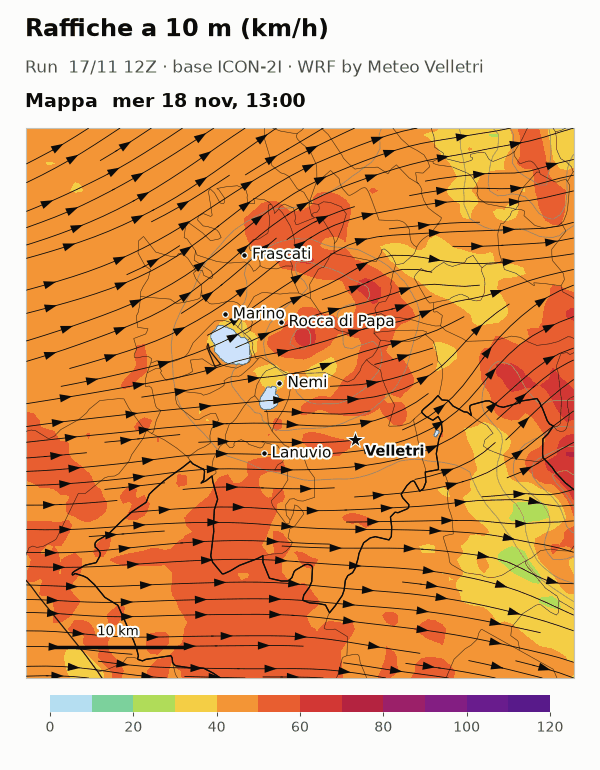 Raffiche a 10 m (km/h)
Run  17/11 12Z · base ICON-2I · WRF by Meteo Velletri
Mappa  mer 18 nov, 13:00
Frascati
Marino
Rocca di Papa
Nemi
Velletri
Lanuvio
10 km
0 20 40 60 80 100 120